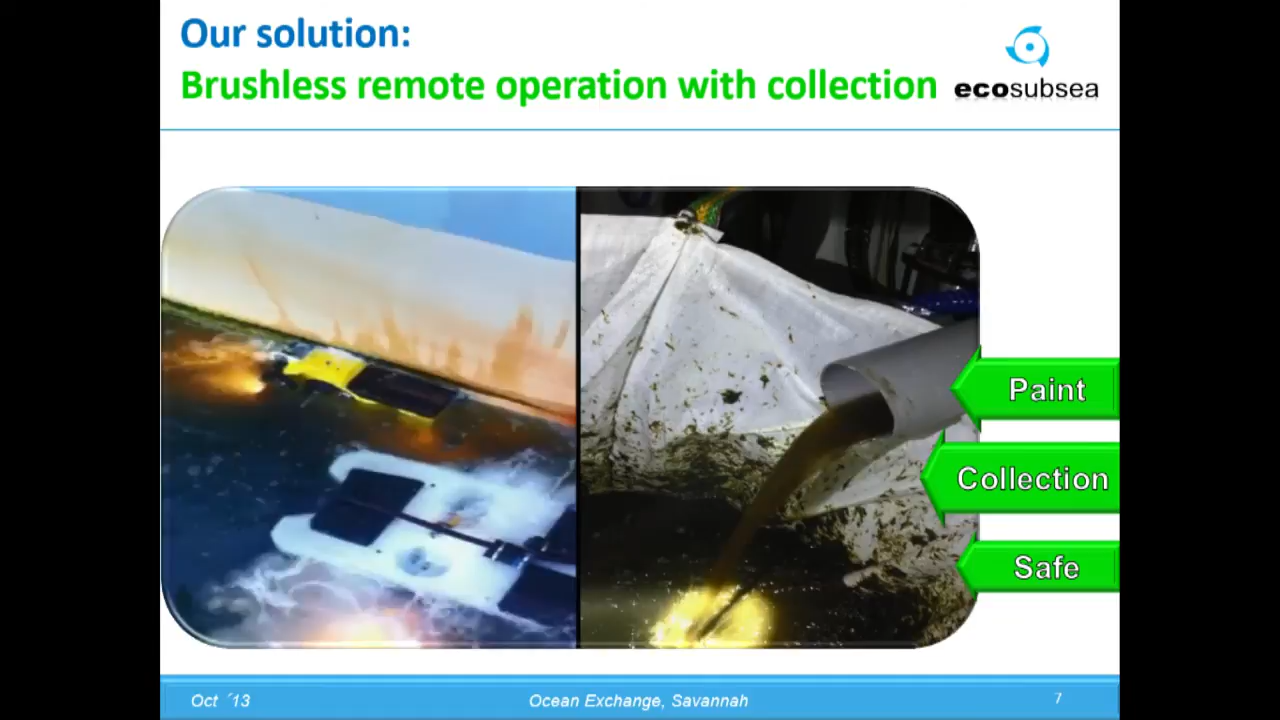 Our solution:
Brushless remote operation with collection
ecosubsea
Paint
Collection
Safe
Oct ´13
Ocean Exchange, Savannah
7